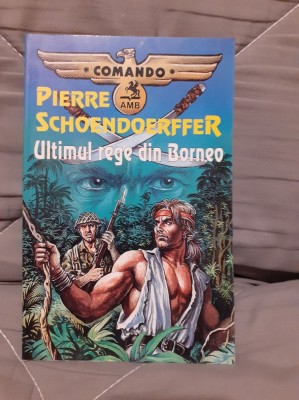 COMANDO
AMB
PIERRE
SCHOENDOERFFER
Ultimul rege din Borneo